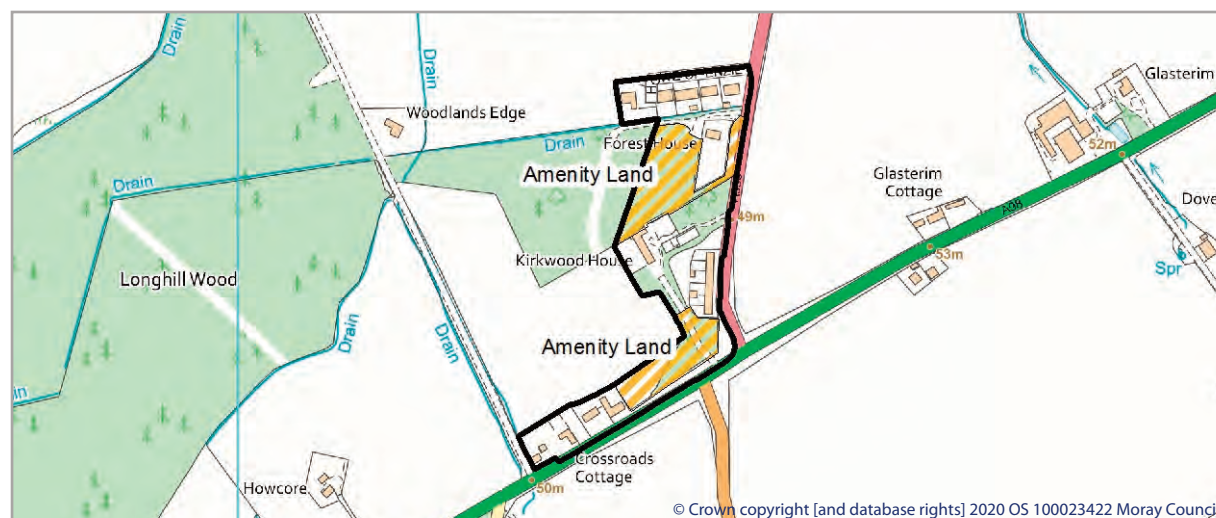 Drain
Drain
Glasterim
Woodlands Edge
52m
Drain
Forest House
Drain
Amenity Land
Glasterim
Cottage
A98
Dove
49m
Kirkwood House
53m
Spr
Longhill Wood
Drain
Drain
Amenity Land
in
Crossroads
Cottage
Howcore
50m
© Crown copyright [and database rights] 2020 OS 100023422 Moray Counci